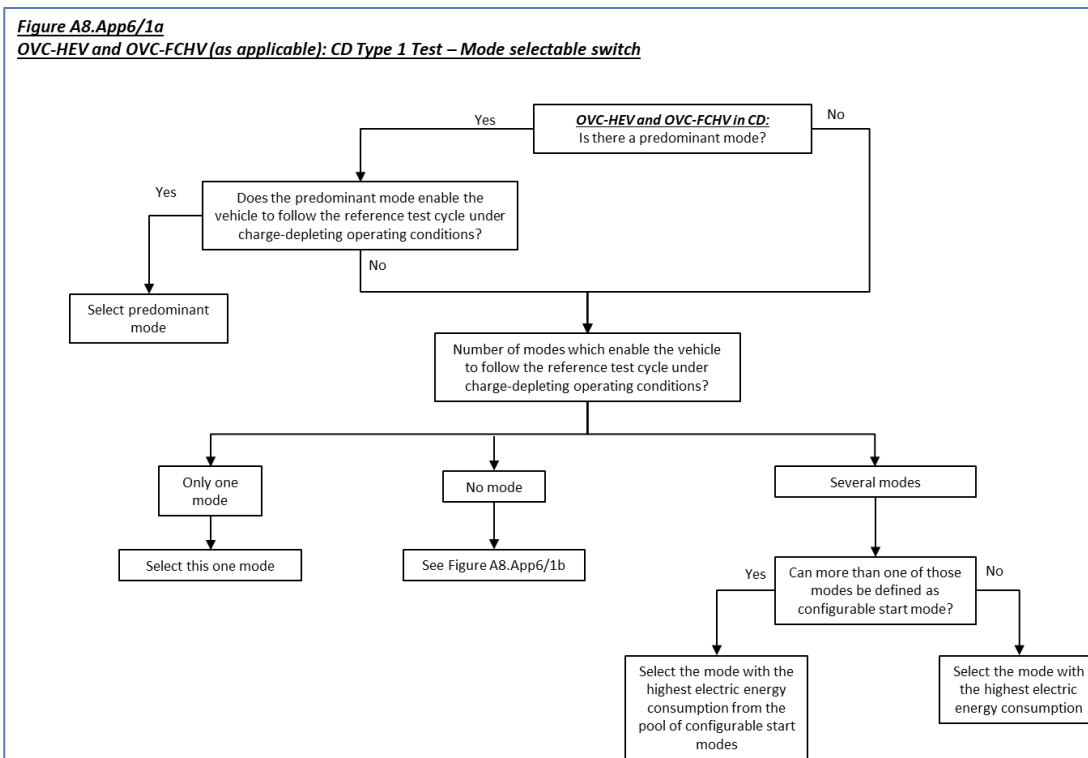 Figure A8.App6/1a
OVC-HEV and OVC-FCHV (as applicable): CD Type 1 Test – Mode selectable switch
OVC-HEV and OVC-FCHV in CD:
Is there a predominant mode?
Yes
No
Does the predominant mode enable the
vehicle to follow the reference test cycle under
charge-depleting operating conditions?
Yes
No
Select predominant
mode
Number of modes which enable the vehicle
to follow the reference test cycle under
charge-depleting operating conditions?
Only one
mode
No mode
Several modes
Select this one mode
See Figure A8.App6/1b
Can more than one of those
modes be defined as
configurable start mode?
Yes
No
Select the mode with the
highest electric energy
consumption from the
pool of configurable start
modes
Select the mode with
the highest electric
energy consumption